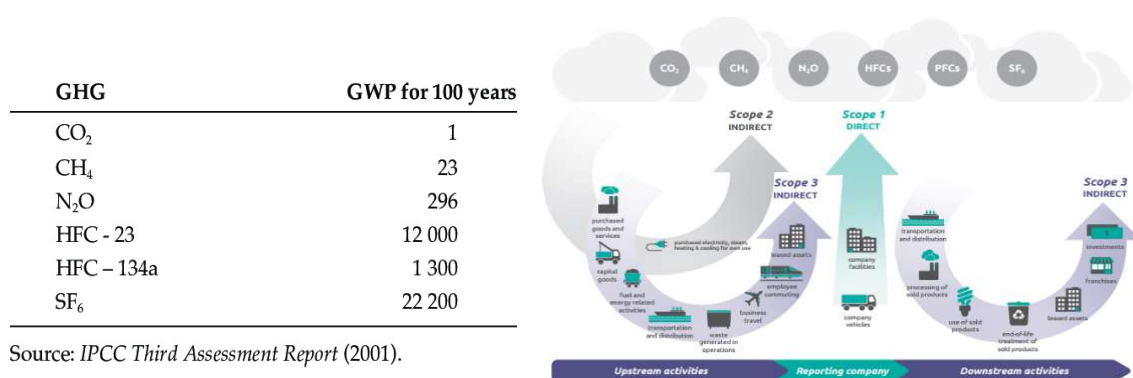 GHG GWP for 100 years
CO₂ 1
CH₄ 23
N₂O 296
HFC - 23 12 000
HFC – 134a 1 300
SF₆ 22 200
Source: IPCC Third Assessment Report (2001).
CO₂ CH₄ N₂O HFCs PFCs SF₆
Scope 2
INDIRECT
Scope 1
DIRECT
Scope 3
INDIRECT
Scope 3
INDIRECT
purchased
goods and
services
capital
goods
fuel and
energy related
activities
transportation
and distribution
waste
generated in
operations
business
travel
employee
commuting
leased assets
purchased electricity, steam,
heating & cooling for own use
company
facilities
company
vehicles
transportation
and distribution
processing of
sold products
use of sold
products
end-of-life
treatment of
sold products
leased assets
franchises
investments
Upstream activities Reporting company Downstream activities